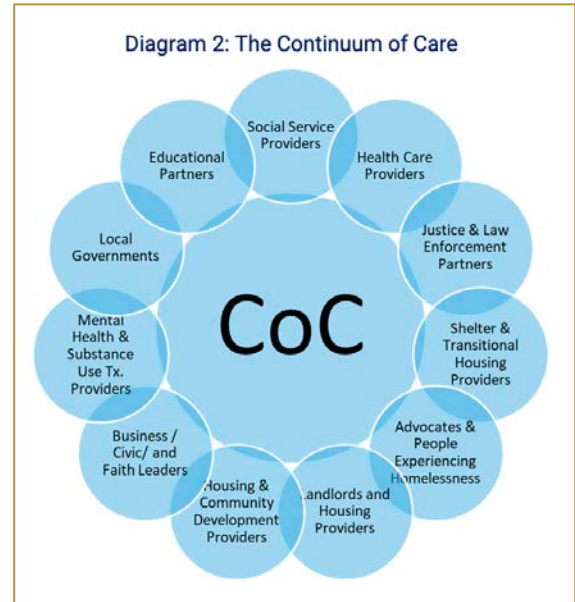 Diagram 2: The Continuum of Care
Social Service
Providers
Health Care
Providers
Justice & Law
Enforcement
Partners
Shelter &
Transitional
Housing
Providers
Advocates &
People
Experiencing
Homelessness
Landlords and
Housing
Providers
Housing &
Community
Development
Providers
Business /
Civic/ and
Faith Leaders
Mental
Health &
Substance
Use Tx.
Providers
Local
Governments
Educational
Partners
CoC